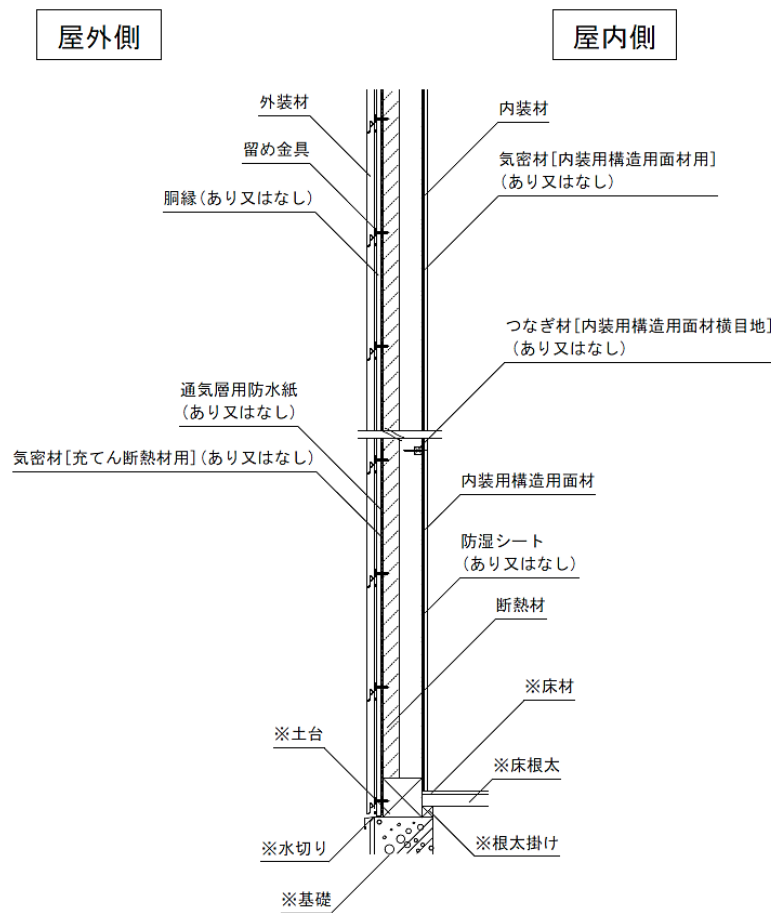 屋外側
屋内側
外装材
留め金具
胴縁(あり又はなし)
通気層用防水紙
(あり又はなし)
気密材[充てん断熱材用](あり又はなし)
※土台
※水切り
※基礎
内装材
気密材[内装用構造用面材用]
(あり又はなし)
つなぎ材[内装用構造用面材横目地]
(あり又はなし)
内装用構造用面材
防湿シート
(あり又はなし)
断熱材
※床材
※床根太
※根太掛け